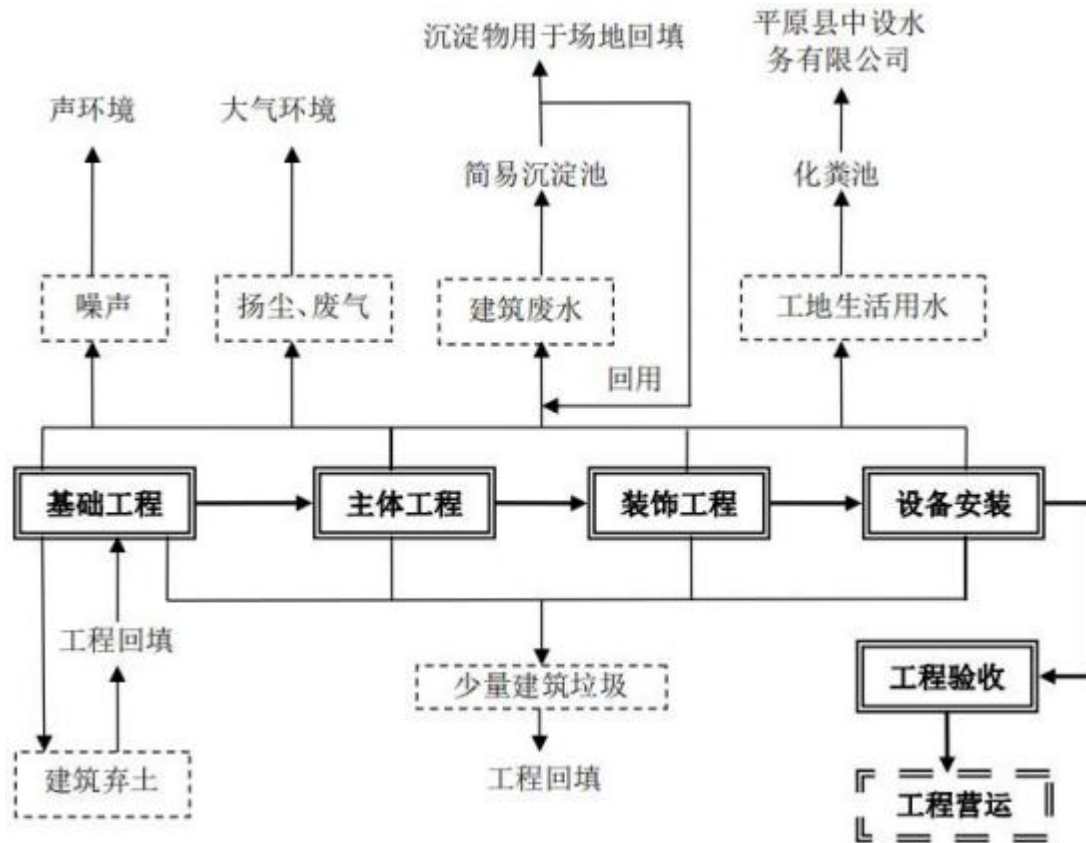 沉淀物用于场地回填
平原县中设水
务有限公司
声环境
大气环境
简易沉淀池
化粪池
噪声
扬尘、废气
建筑废水
工地生活用水
回用
基础工程
主体工程
装饰工程
设备安装
工程回填
少量建筑垃圾
工程验收
建筑弃土
工程回填
工程营运